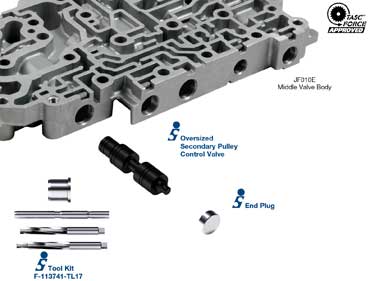 TASC
FORCE
APPROVED
JF010E
Middle Valve Body
Oversized
Secondary Pulley
Control Valve
End Plug
Tool Kit
F-113741-TL17